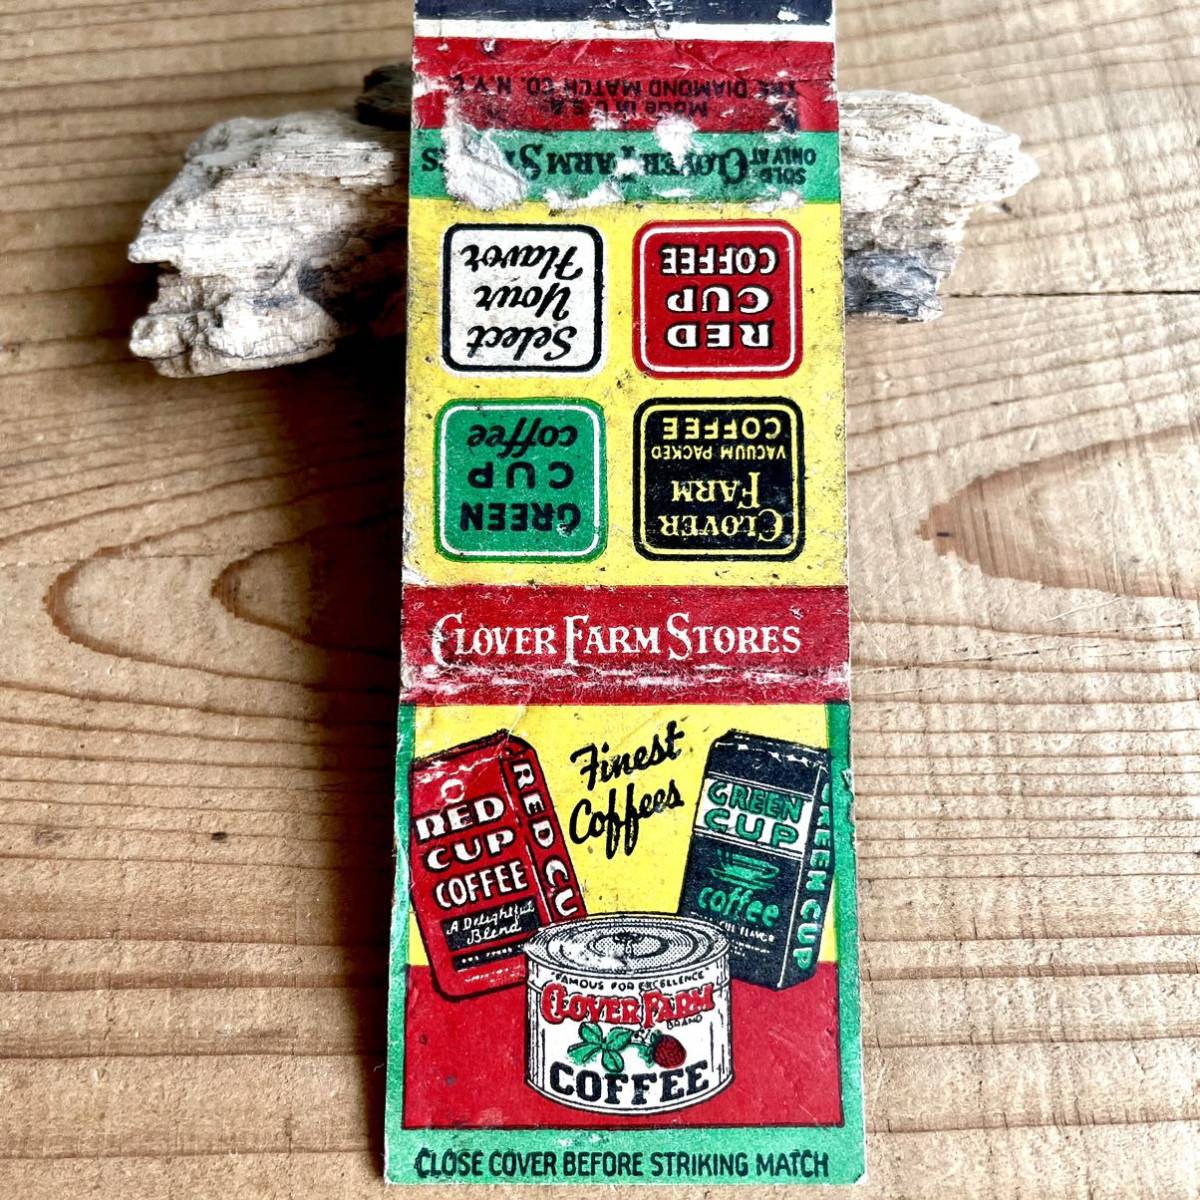 Made in U.S.A.
THE DIAMOND MATCH CO. N.Y.C.
SOLD ONLY AT CLOVER FARM STORES
Select
Your
Flavor
RED
CUP
COFFEE
GREEN
CUP
coffee
CLOVER
FARM
VACUUM PACKED
COFFEE
CLOVER FARM STORES
Finest
Coffees
RED
CUP
COFFEE
A Delightful
Blend
RED CU
GREEN
CUP
coffee
GREEN CUP
"FAMOUS FOR EXCELLENCE"
CLOVER FARM
BRAND
COFFEE
CLOSE COVER BEFORE STRIKING MATCH